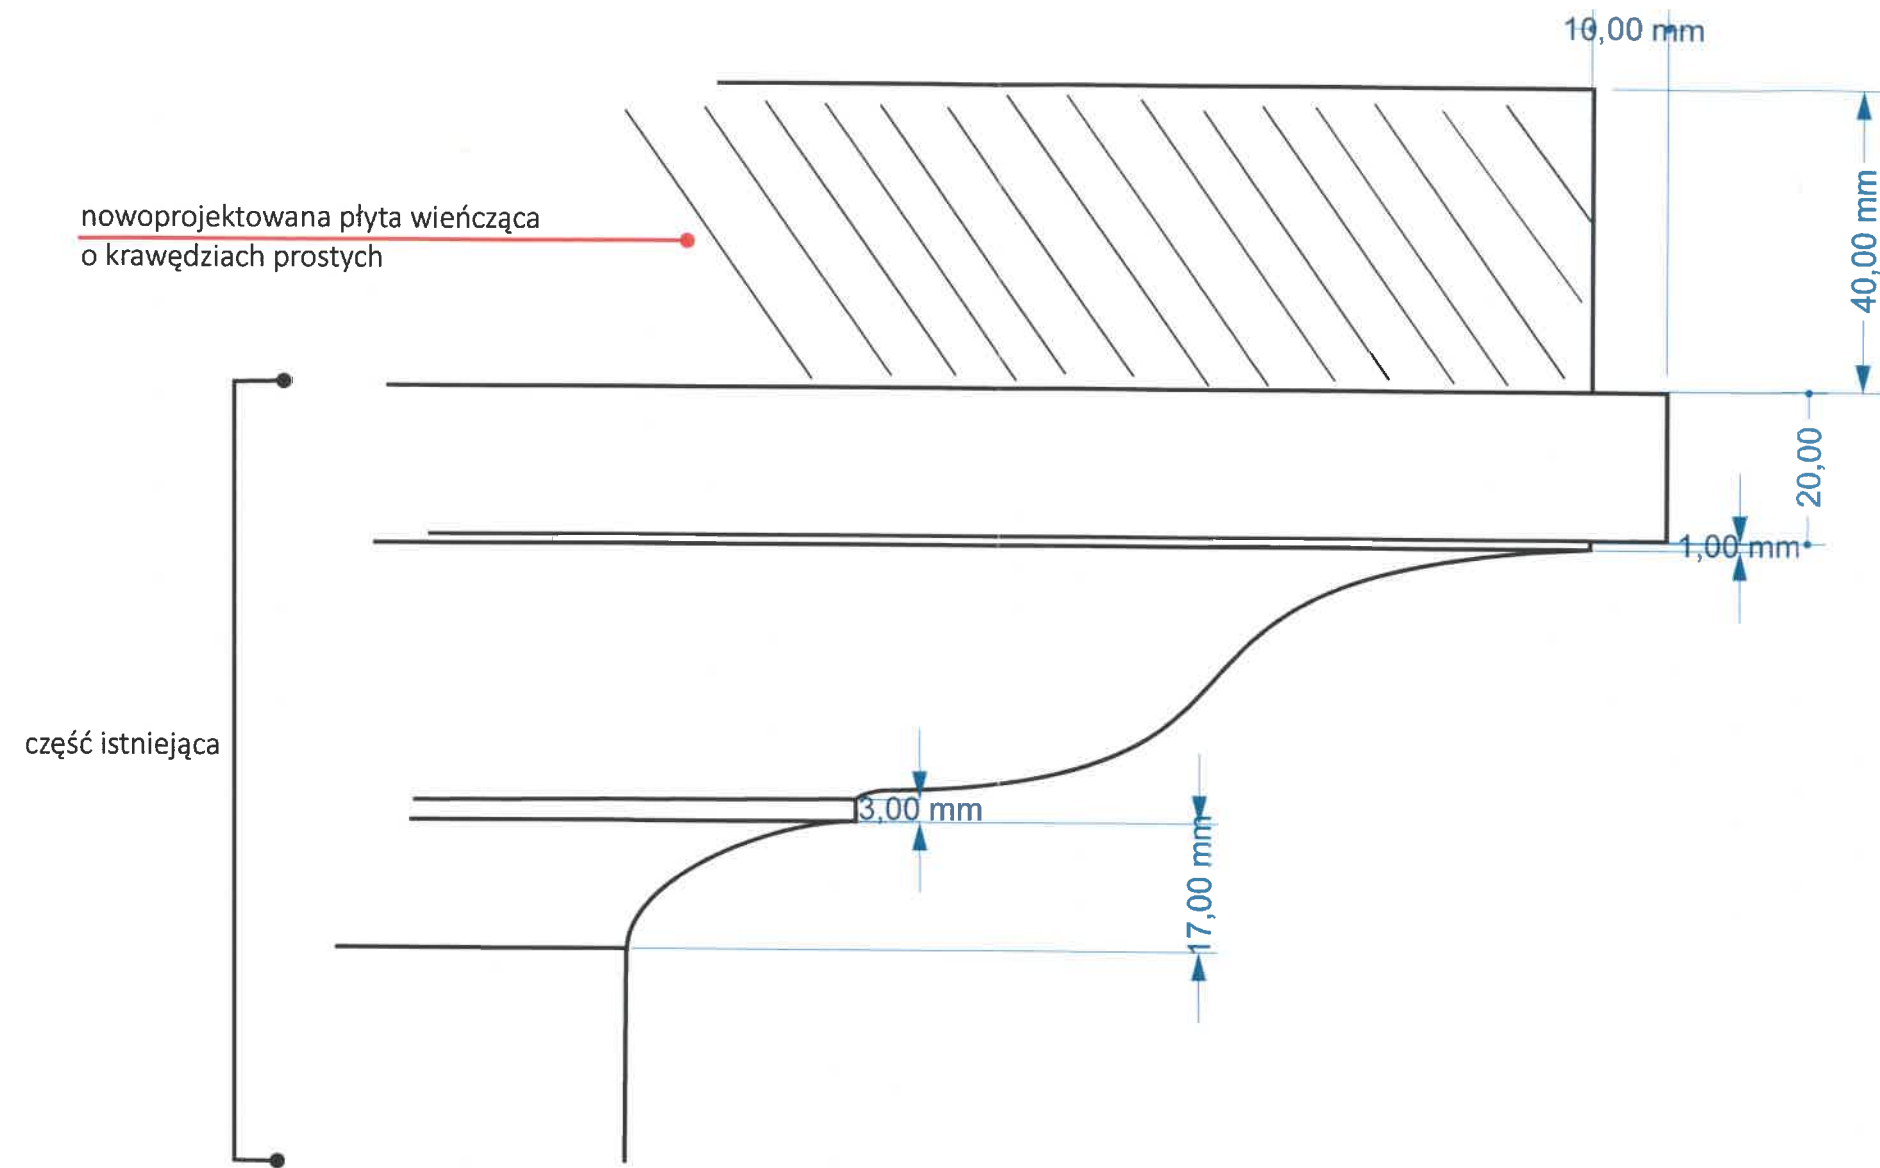 10,00 mm
40,00 mm
nowoprojektowana płyta wieńcząca
o krawędziach prostych
20,00
1,00 mm
część istniejąca
3,00 mm
17,00 mm